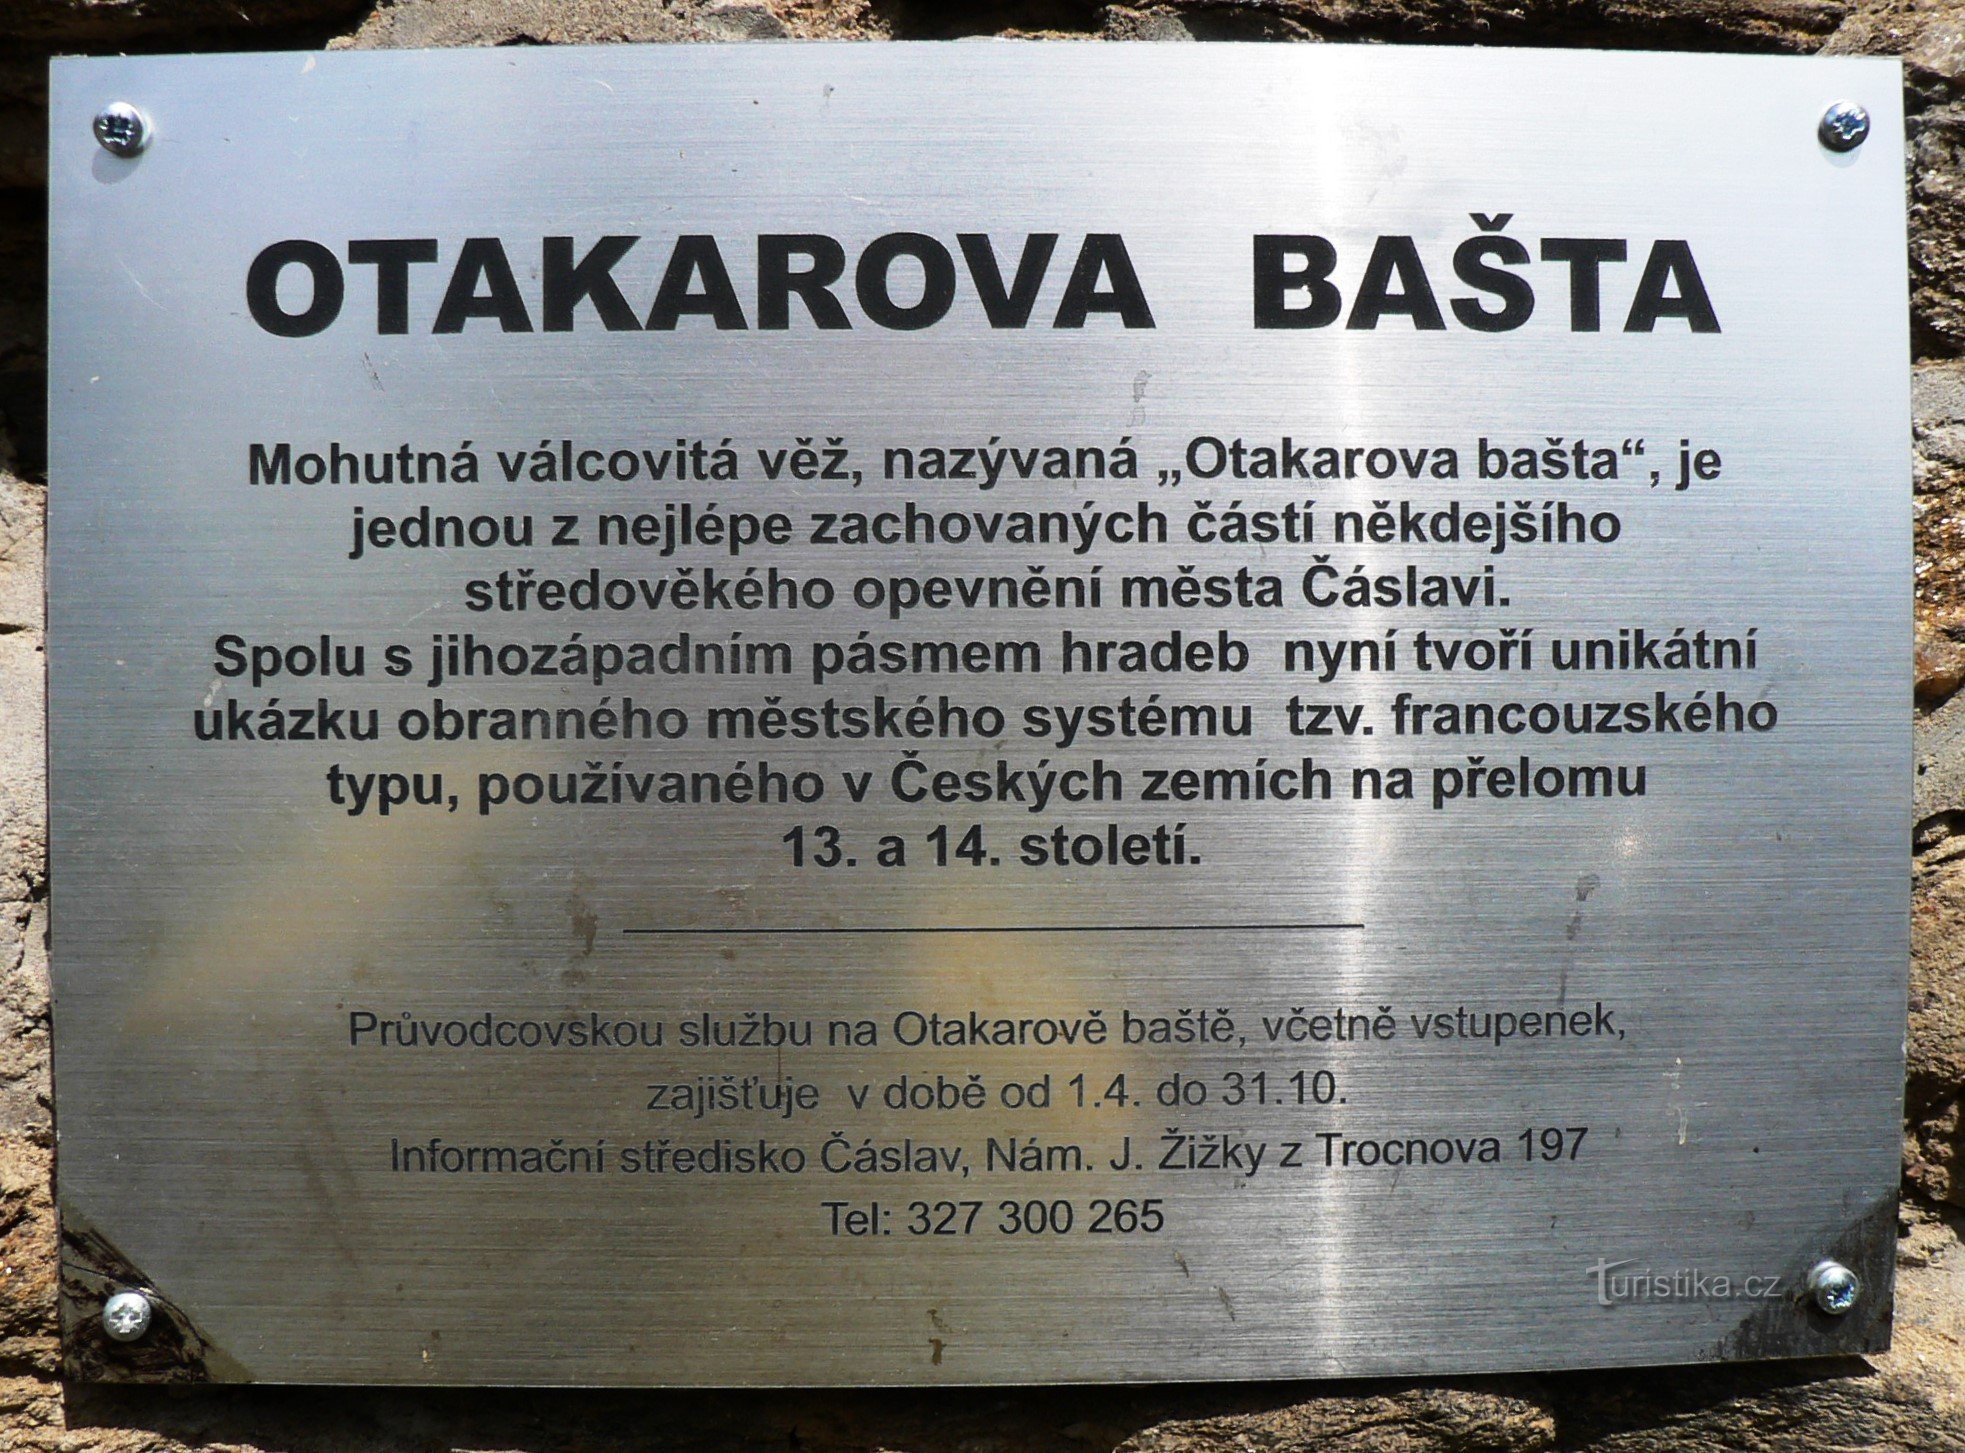 OTAKAROVA BAŠTA
Mohutná válcovitá věž, nazývaná „Otakarova bašta“, je
jednou z nejlépe zachovaných částí někdejšího
středověkého opevnění města Čáslavi.
Spolu s jihozápadním pásmem hradeb nyní tvoří unikátní
ukázku obranného městského systému tzv. francouzského
typu, používaného v Českých zemích na přelomu
13. a 14. století.
Průvodcovskou službu na Otakarově baště, včetně vstupenek,
zajišťuje v době od 1.4. do 31.10.
Informační středisko Čáslav, Nám. J. Žižky z Trocnova 197
Tel: 327 300 265
Turistika.cz